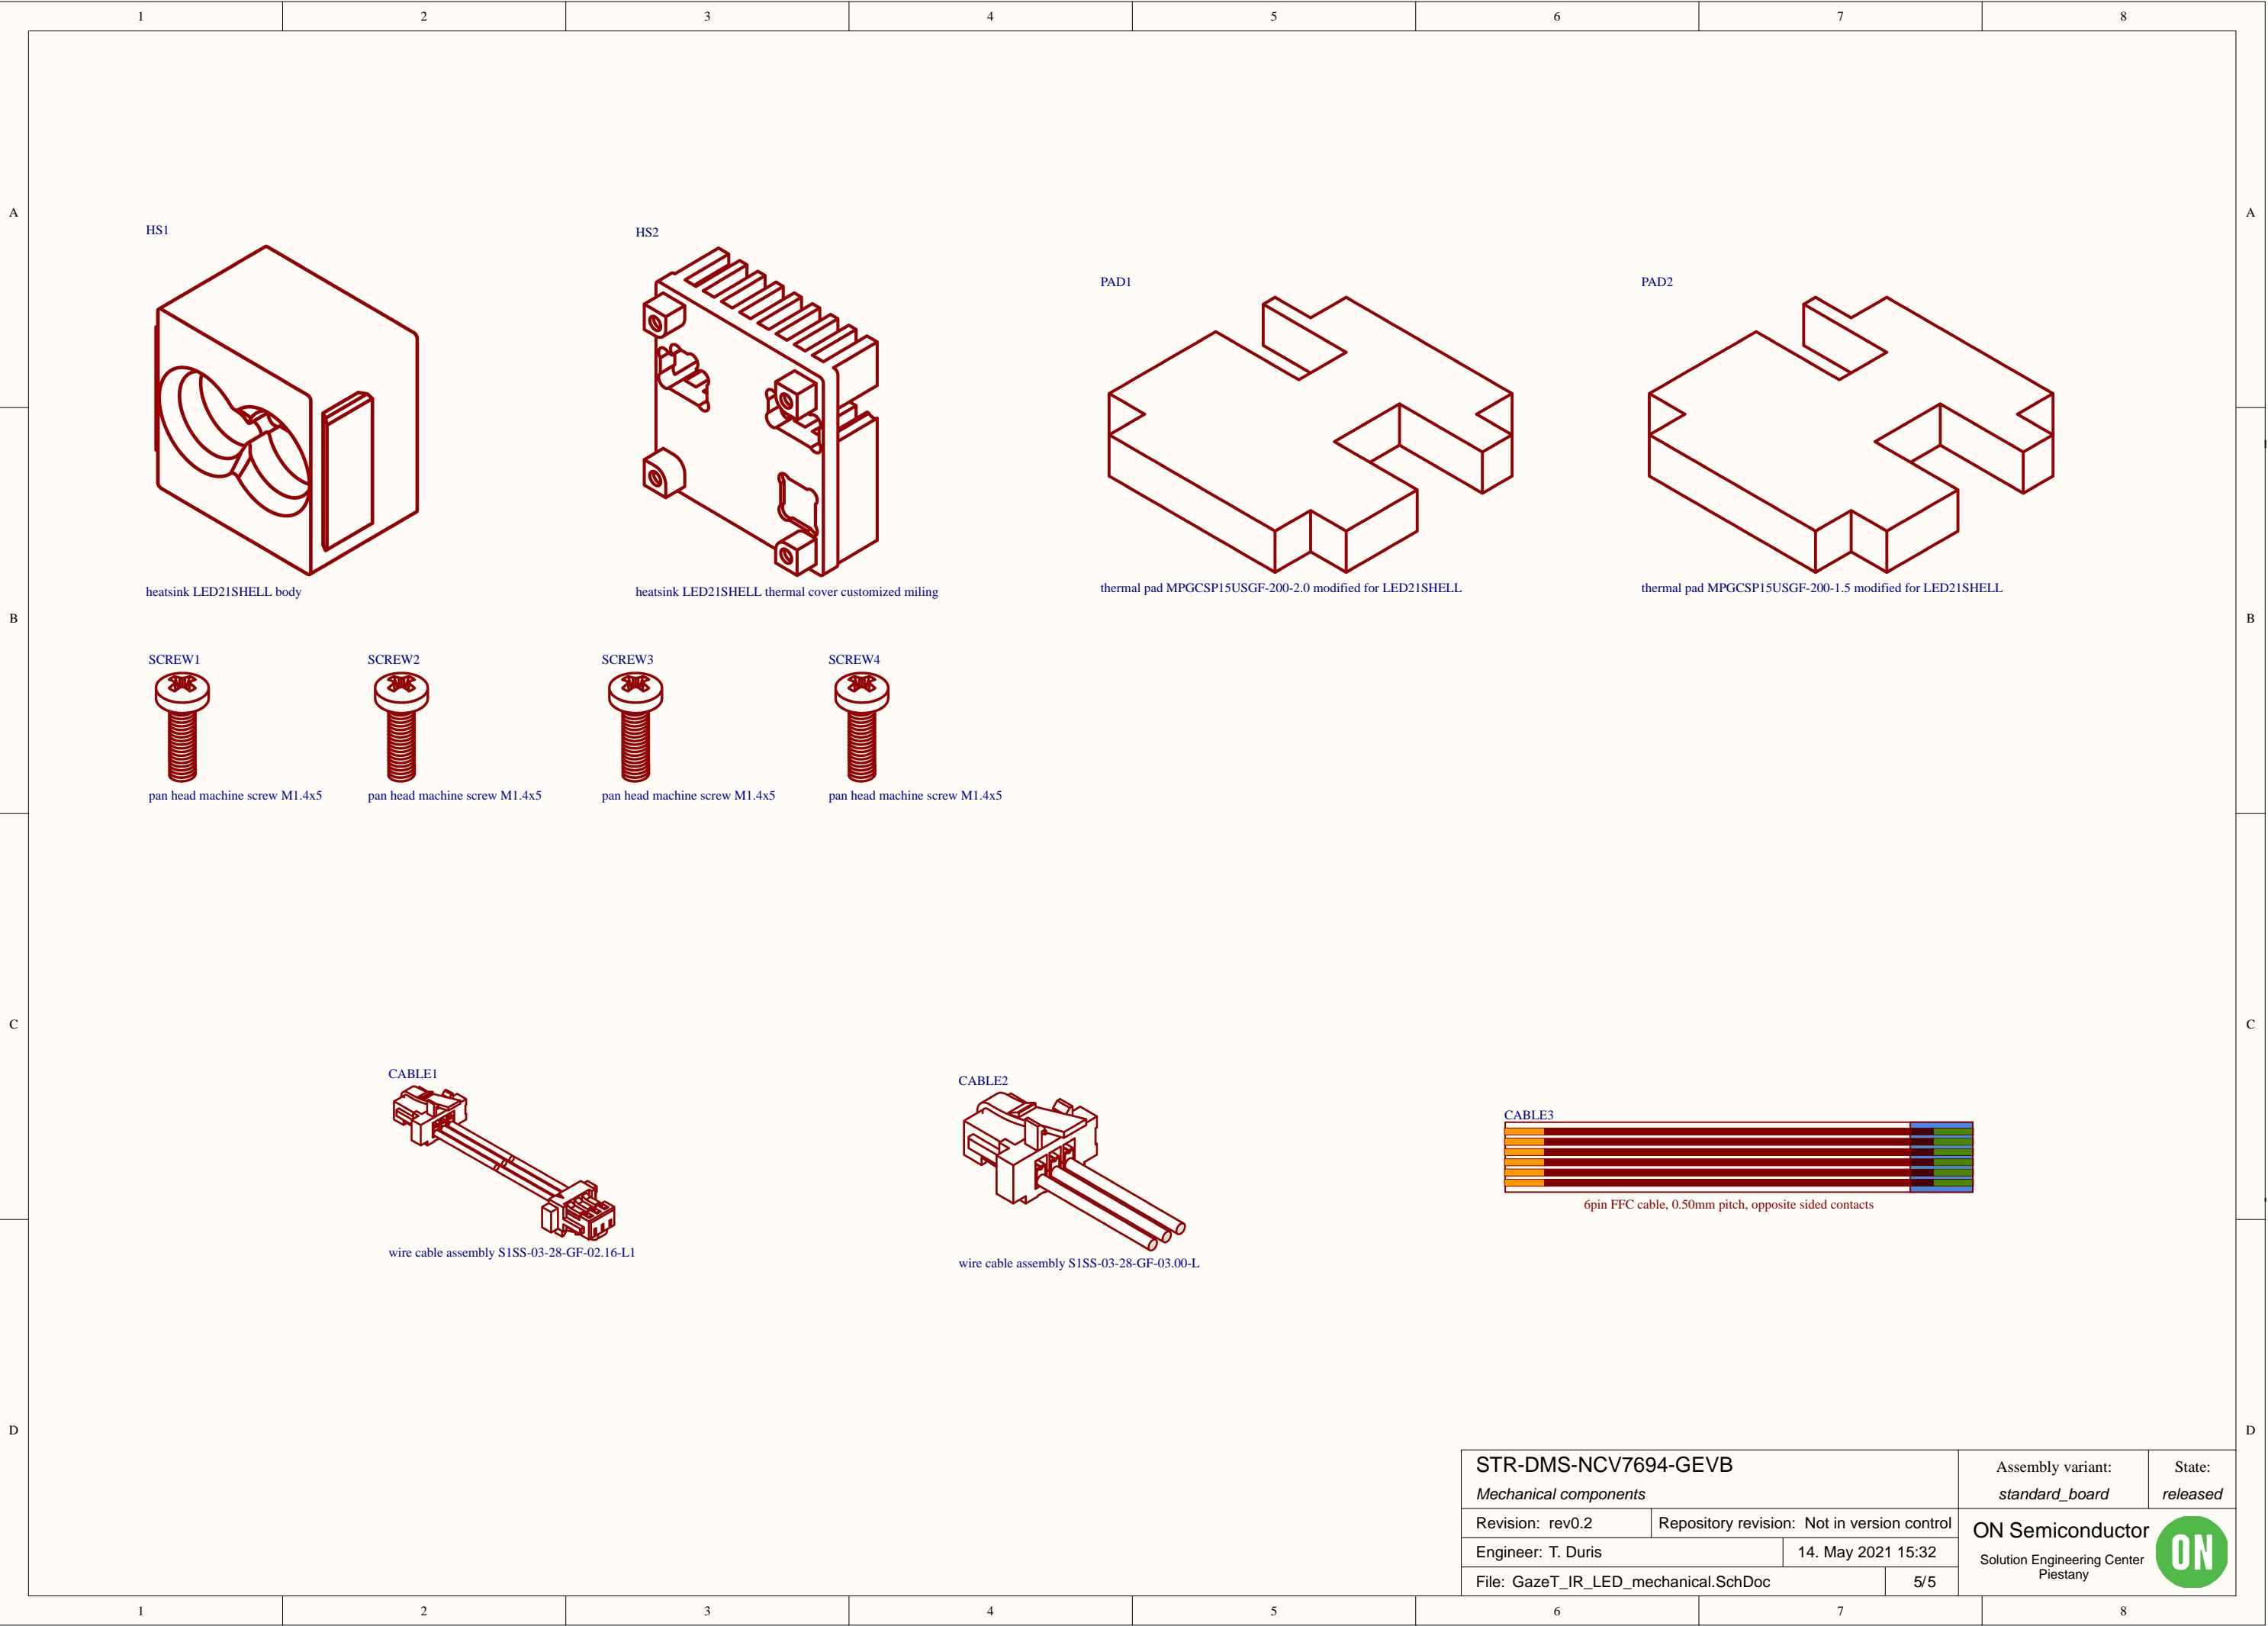 1 2 3 4 5 6 7 8
A A
HS1 HS2
PAD1 PAD2
heatsink LED21SHELL body
heatsink LED21SHELL thermal cover customized miling
thermal pad MPGCSP15USGF-200-2.0 modified for LED21SHELL
thermal pad MPGCSP15USGF-200-1.5 modified for LED21SHELL
B B
SCREW1 SCREW2 SCREW3 SCREW4
pan head machine screw M1.4x5
pan head machine screw M1.4x5
pan head machine screw M1.4x5
pan head machine screw M1.4x5
C C
CABLE1
CABLE2
CABLE3
6pin FFC cable, 0.50mm pitch, opposite sided contacts
wire cable assembly S1SS-03-28-GF-02.16-L1
wire cable assembly S1SS-03-28-GF-03.00-L
D D
STR-DMS-NCV7694-GEVB
Mechanical components
Assembly variant:
standard_board
State:
released
Revision: rev0.2
Repository revision: Not in version control
Engineer: T. Duris
14. May 2021 15:32
File: GazeT_IR_LED_mechanical.SchDoc
5/5
ON Semiconductor
Solution Engineering Center
Piestany
ON
1 2 3 4 5 6 7 8